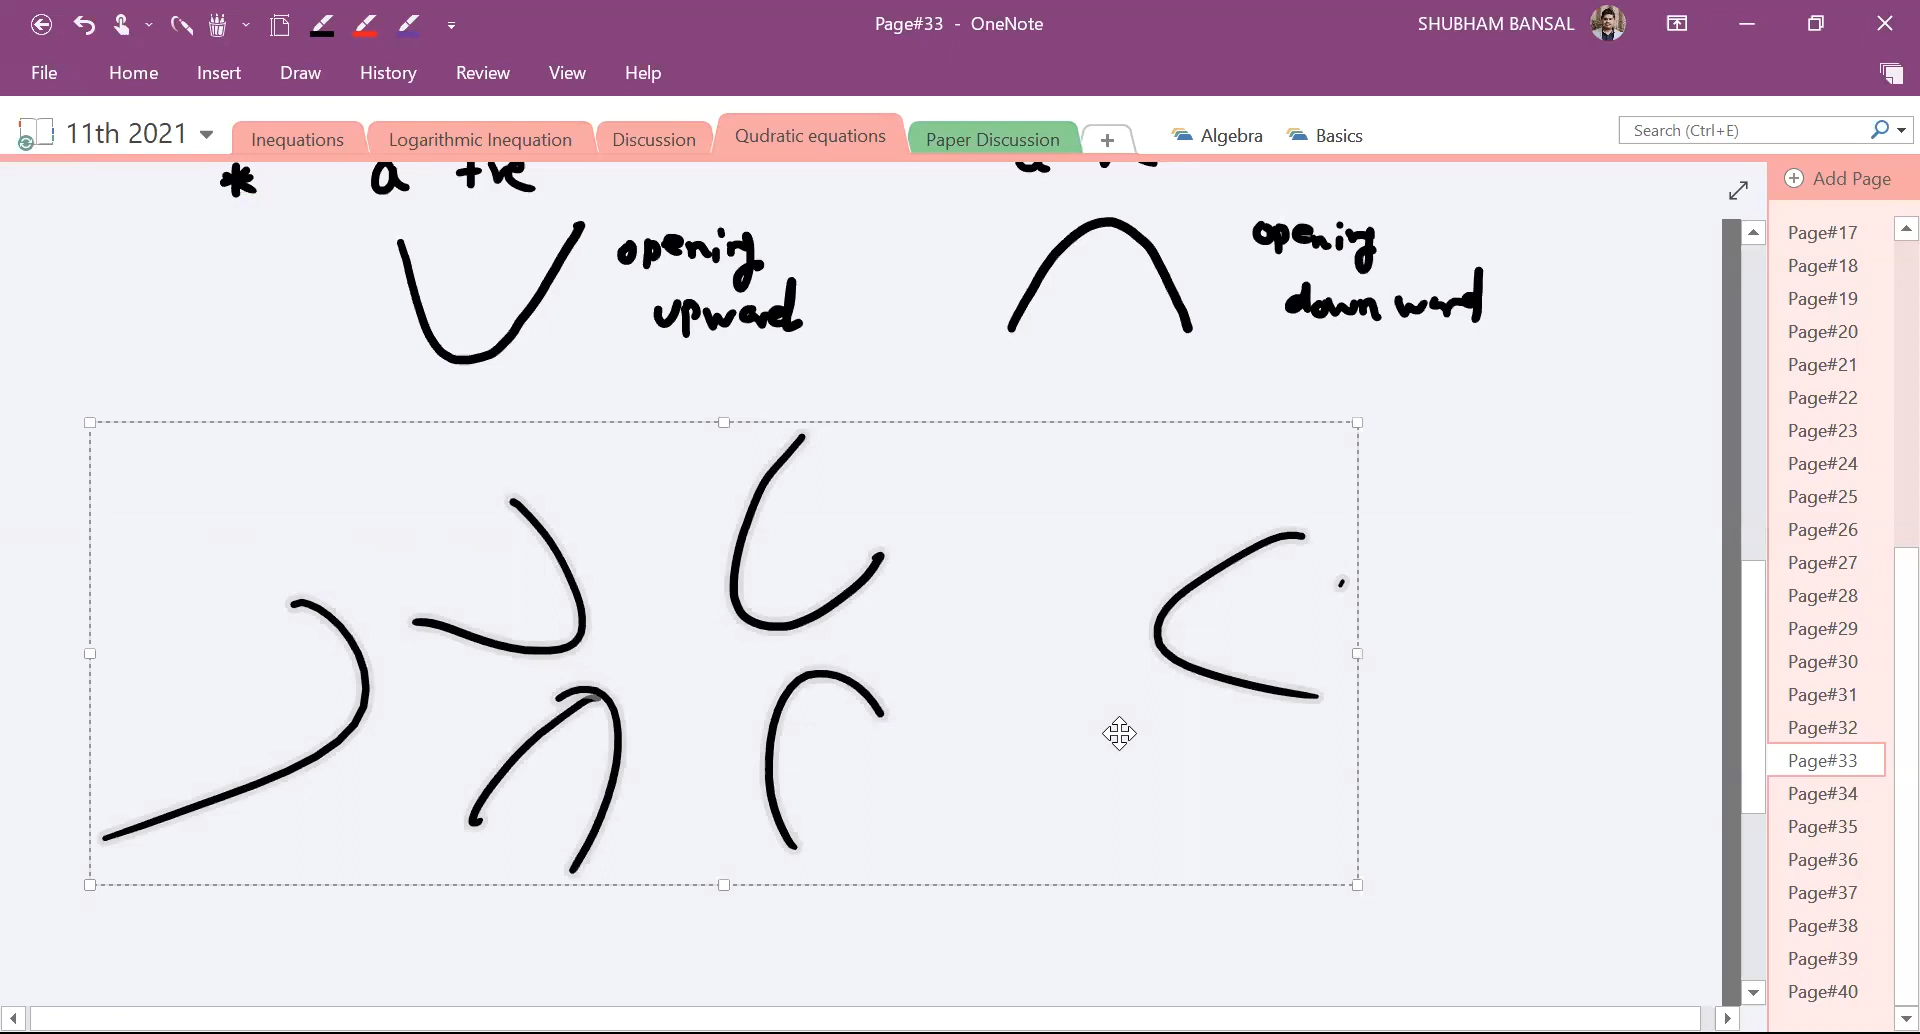 Page#33 - OneNote
SHUBHAM BANSAL
File Home Insert Draw History Review View Help
11th 2021
Inequations
Logarithmic Inequation
Discussion
Qudratic equations
Paper Discussion
Algebra
Basics
Search (Ctrl+E)
Add Page
* a +ve
opening
upward
opening
down ward
Page#17
Page#18
Page#19
Page#20
Page#21
Page#22
Page#23
Page#24
Page#25
Page#26
Page#27
Page#28
Page#29
Page#30
Page#31
Page#32
Page#33
Page#34
Page#35
Page#36
Page#37
Page#38
Page#39
Page#40